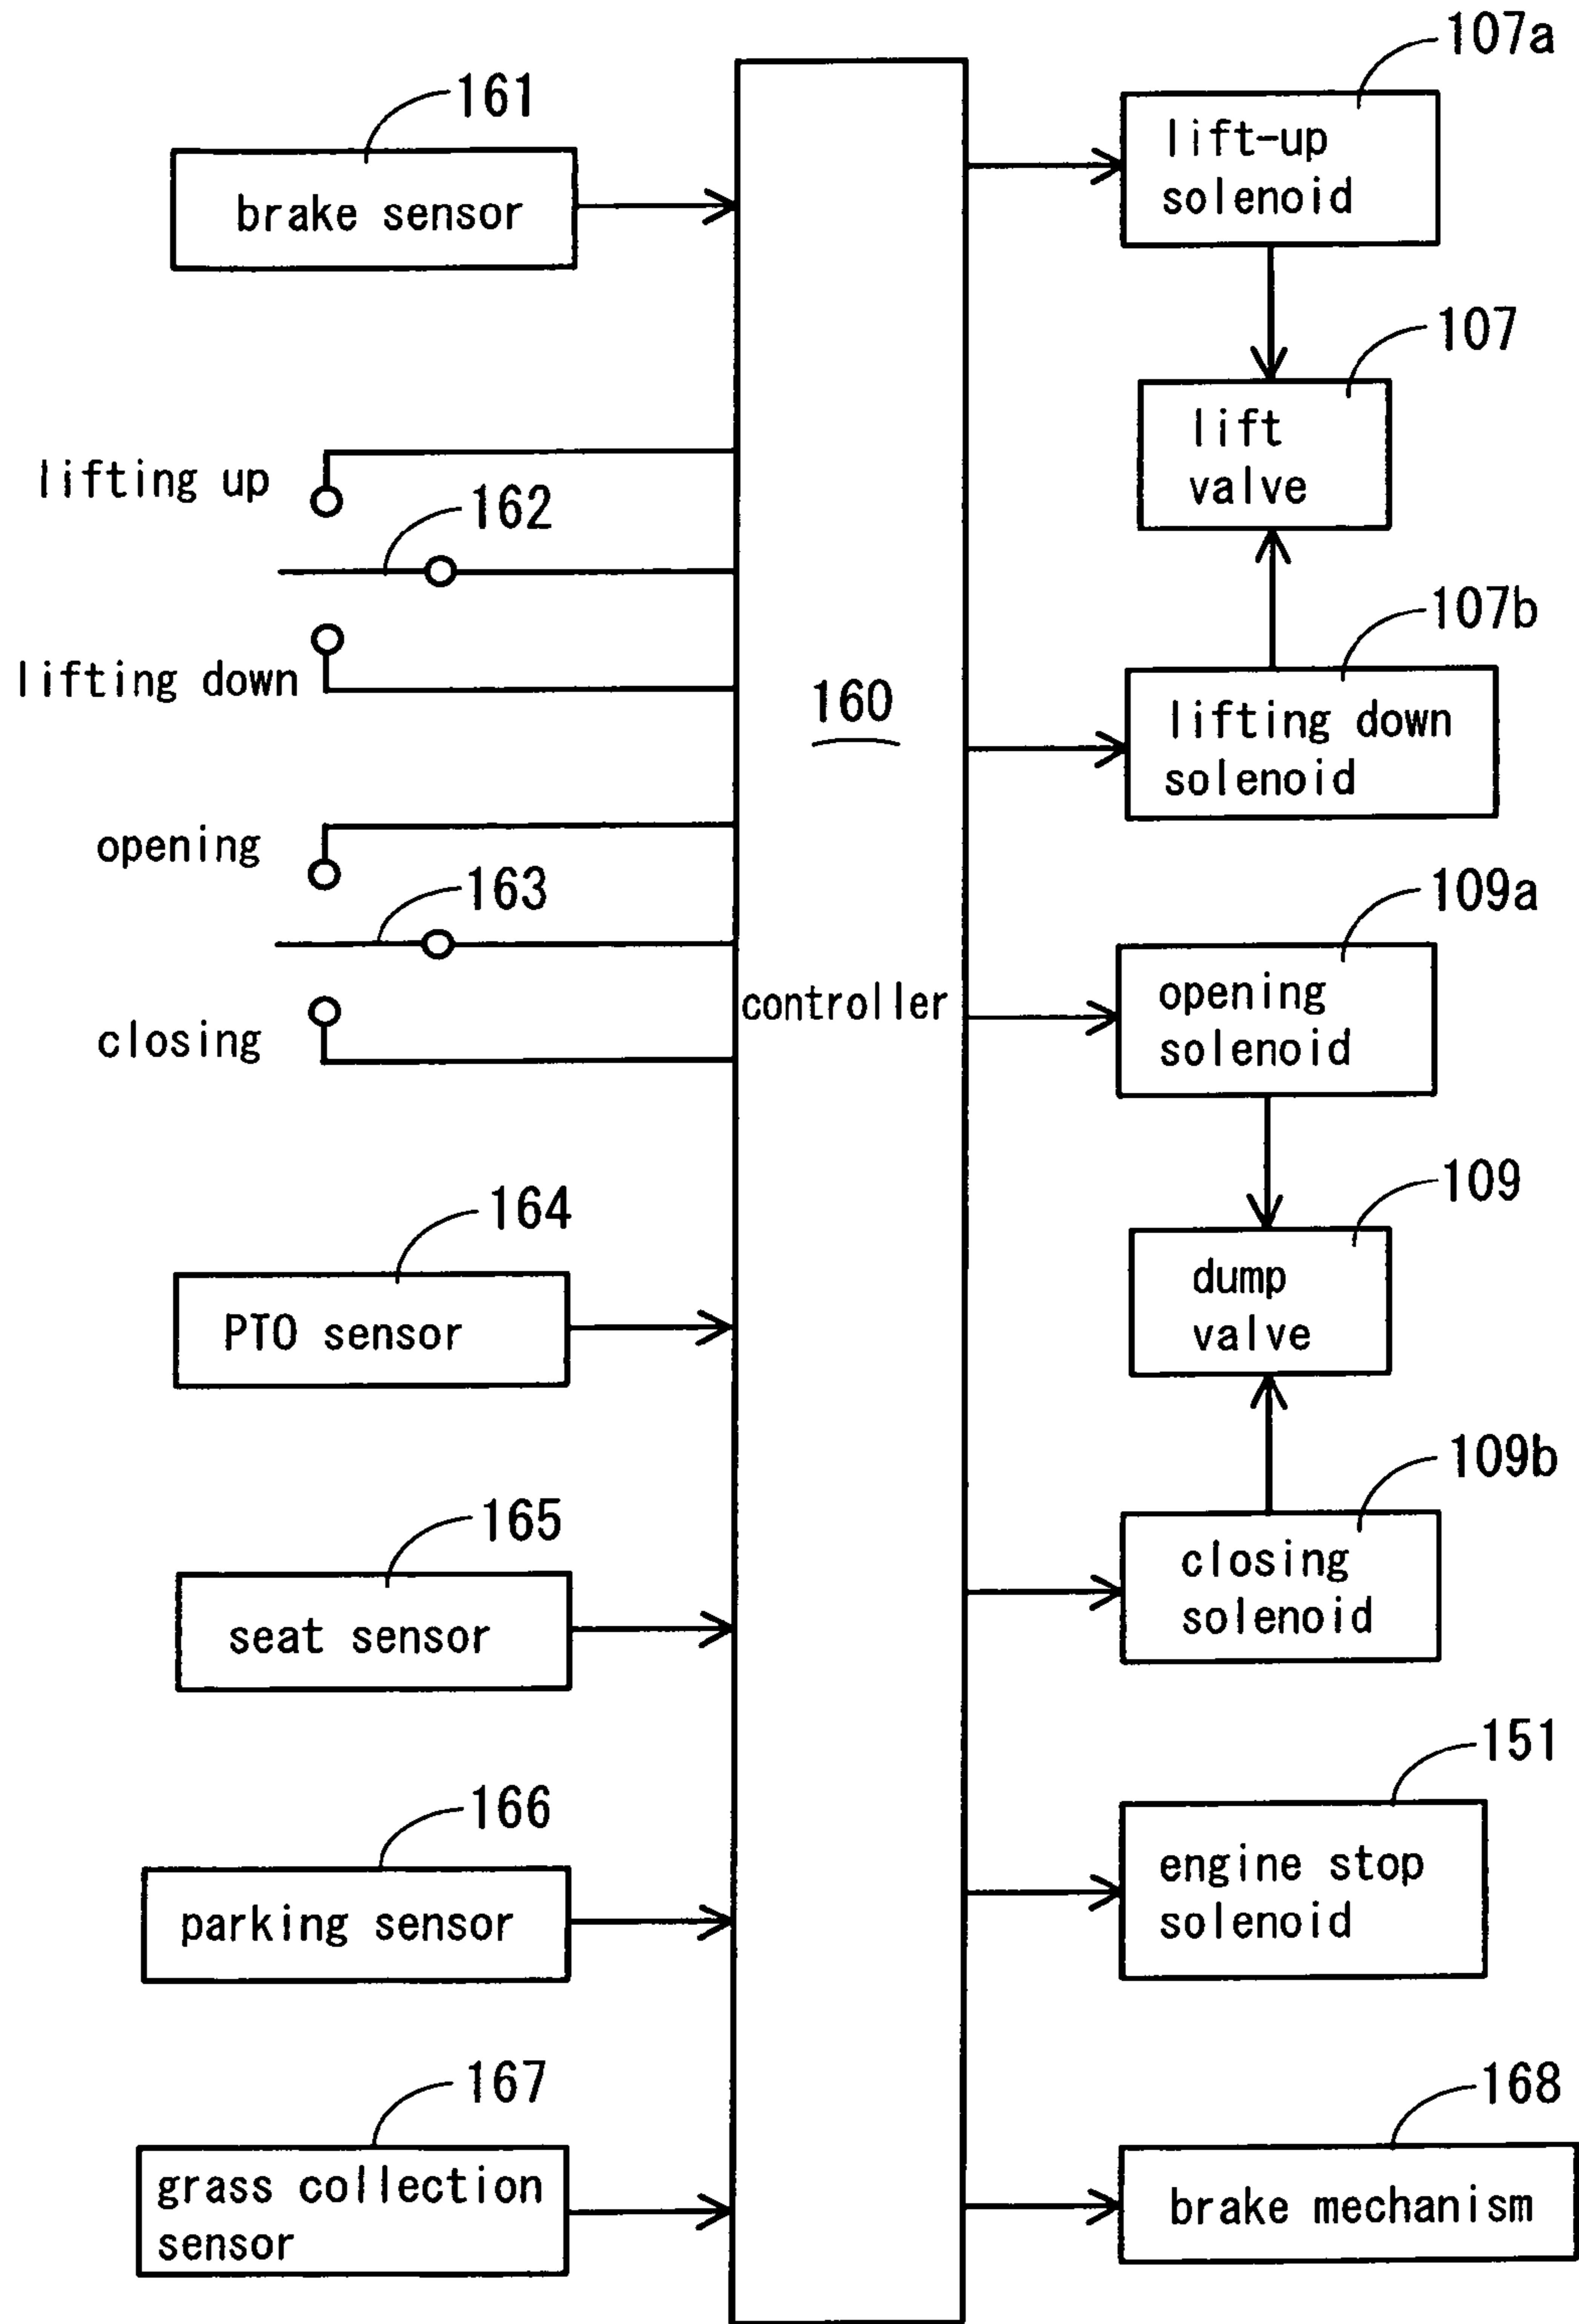 161
brake sensor
lifting up
162
lifting down
opening
163
closing
164
PTO sensor
165
seat sensor
166
parking sensor
167
grass collection
sensor
160
controller
107a
lift-up
solenoid
107
lift
valve
107b
lifting down
solenoid
109a
opening
solenoid
109
dump
valve
109b
closing
solenoid
151
engine stop
solenoid
168
brake mechanism